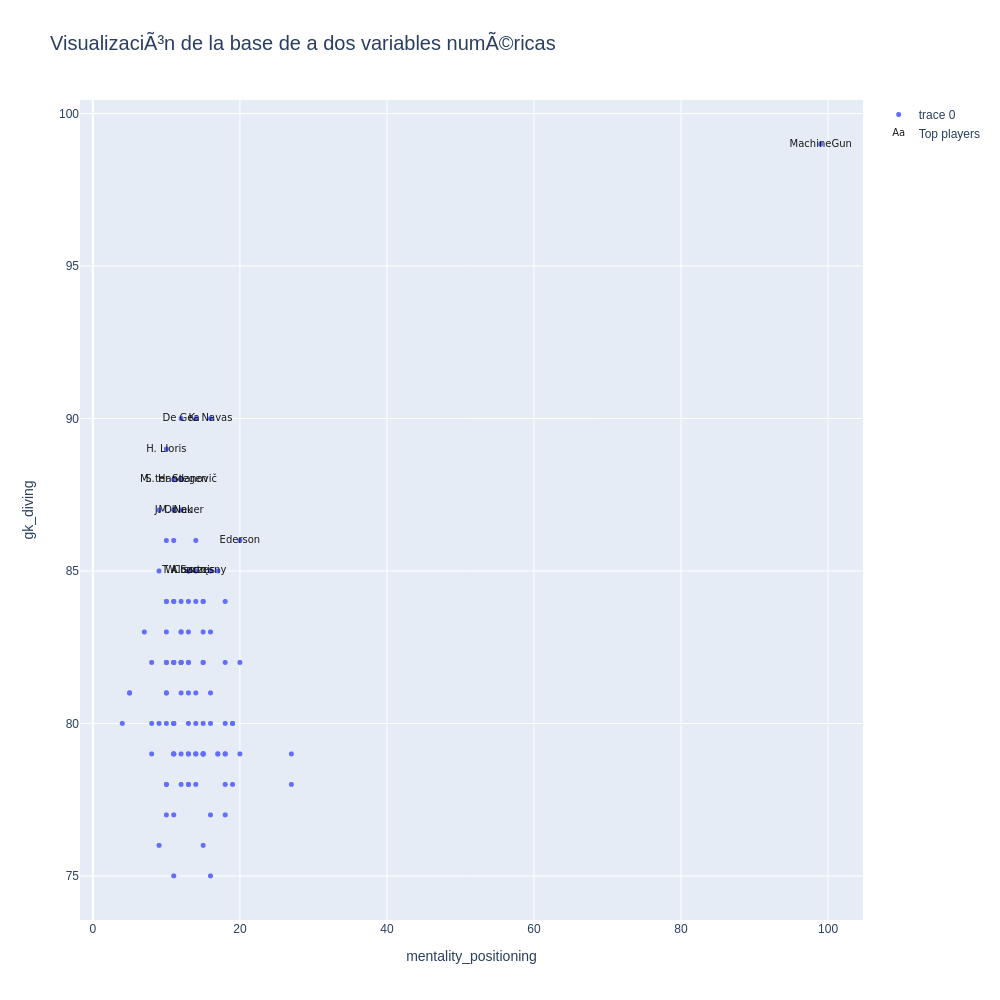 VisualizaciÃ³n de la base de a dos variables numÃ©ricas
100
95
90
85
80
75
gk_diving
0
20
40
60
80
100
mentality_positioning
trace 0
Aa Top players
MachineGun
De Gea
K. Navas
H. Lloris
Ederson